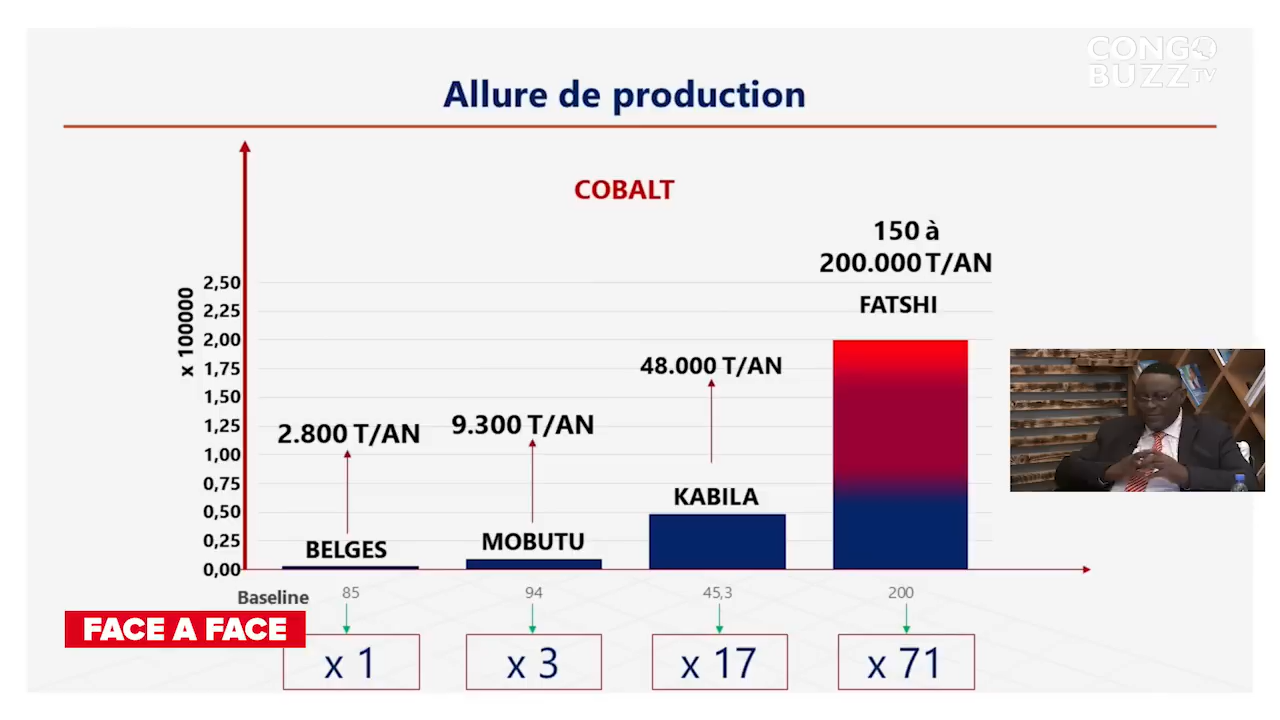 CONGO
BUZZ TV
Allure de production
COBALT
150 à
200.000 T/AN
FATSHI
x 100000
2,50
2,25
2,00
1,75
1,50
1,25
1,00
0,75
0,50
0,25
0,00
48.000 T/AN
KABILA
9.300 T/AN
MOBUTU
2.800 T/AN
BELGES
Baseline 85 94 45,3 200
FACE A FACE
x 1 x 3 x 17 x 71